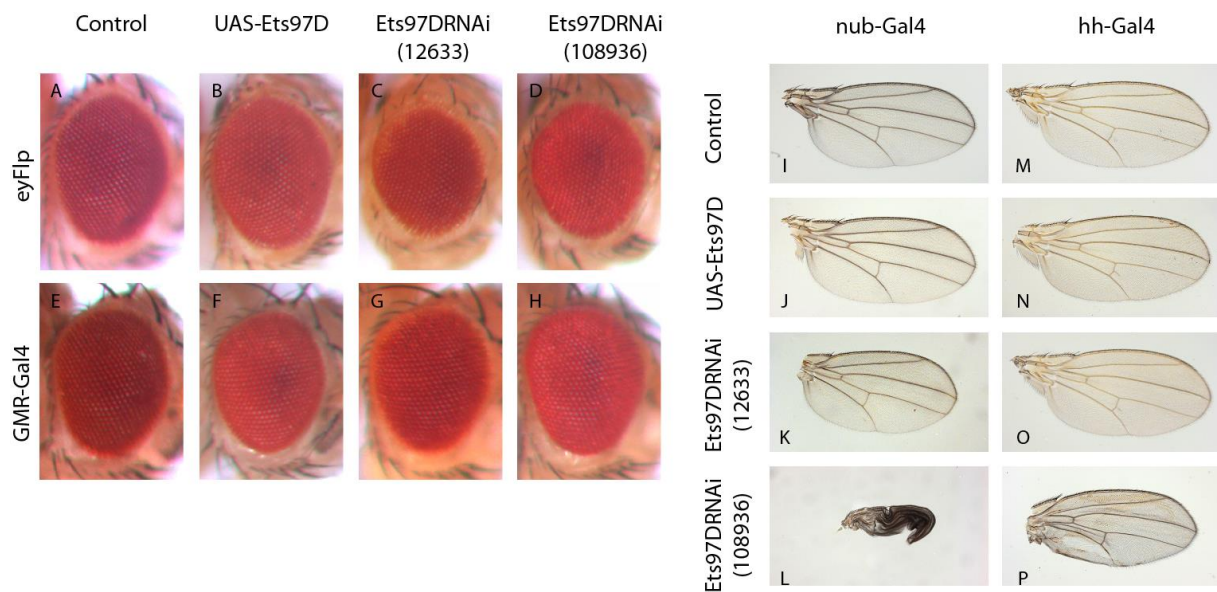 Control UAS-Ets97D Ets97DRNAi Ets97DRNAi
(12633) (108936)
eyFlp
A B C D
GMR-Gal4
E F G H
nub-Gal4 hh-Gal4
Control
I M
UAS-Ets97D
J N
Ets97DRNAi
(12633)
K O
Ets97DRNAi
(108936)
L P